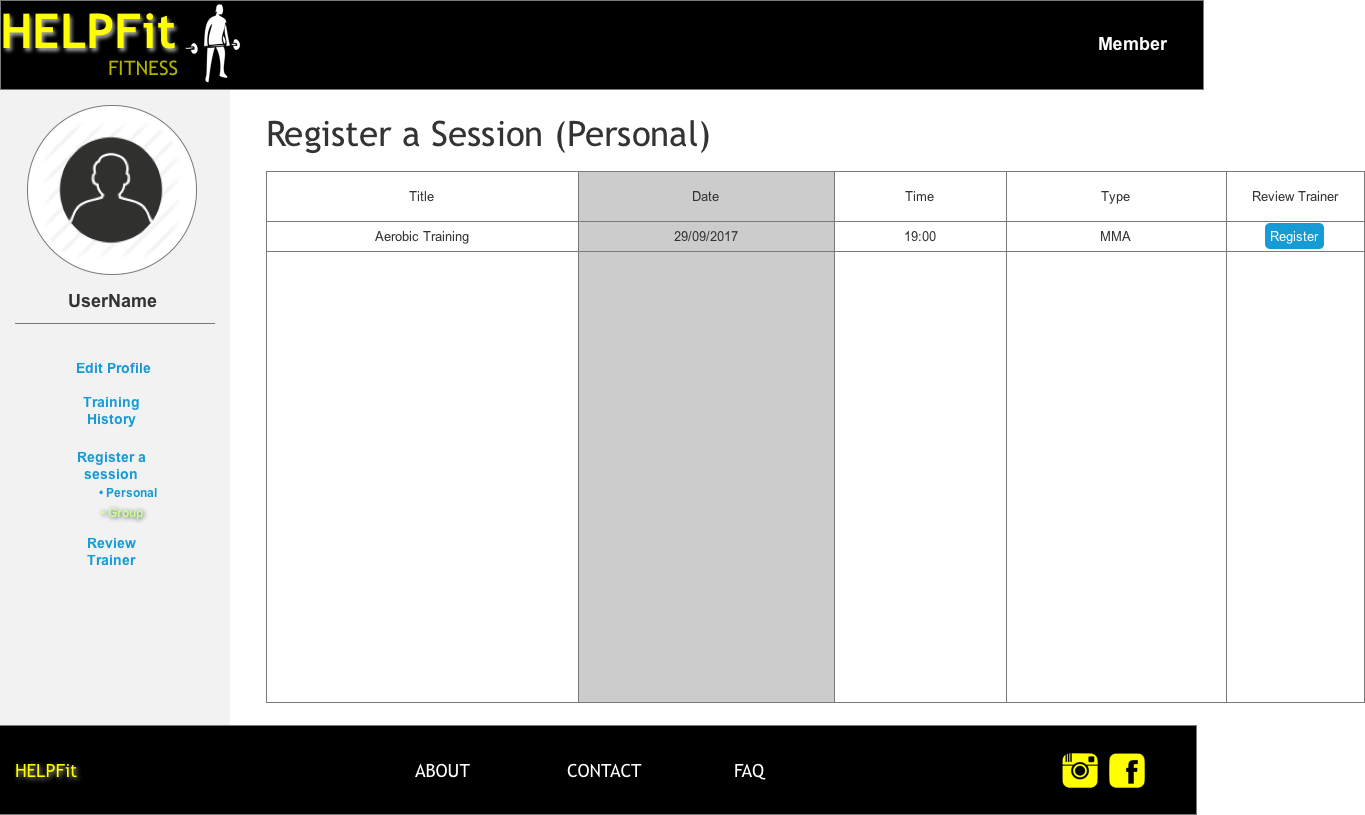 HELPFit
FITNESS
Member
Register a Session (Personal)
Title Date Time Type Review Trainer
Aerobic Training 29/09/2017 19:00 MMA Register
UserName
Edit Profile
Training
History
Register a
session
• Personal
• Group
Review
Trainer
HELPFit ABOUT CONTACT FAQ